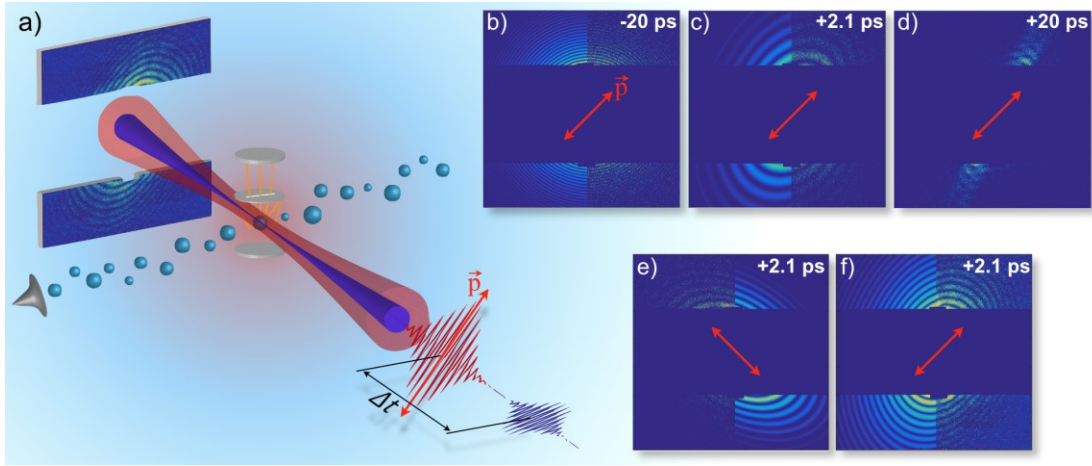 a)
b)
-20 ps
p⃗
c)
+2.1 ps
d)
+20 ps
p⃗
Δt
e)
+2.1 ps
f)
+2.1 ps